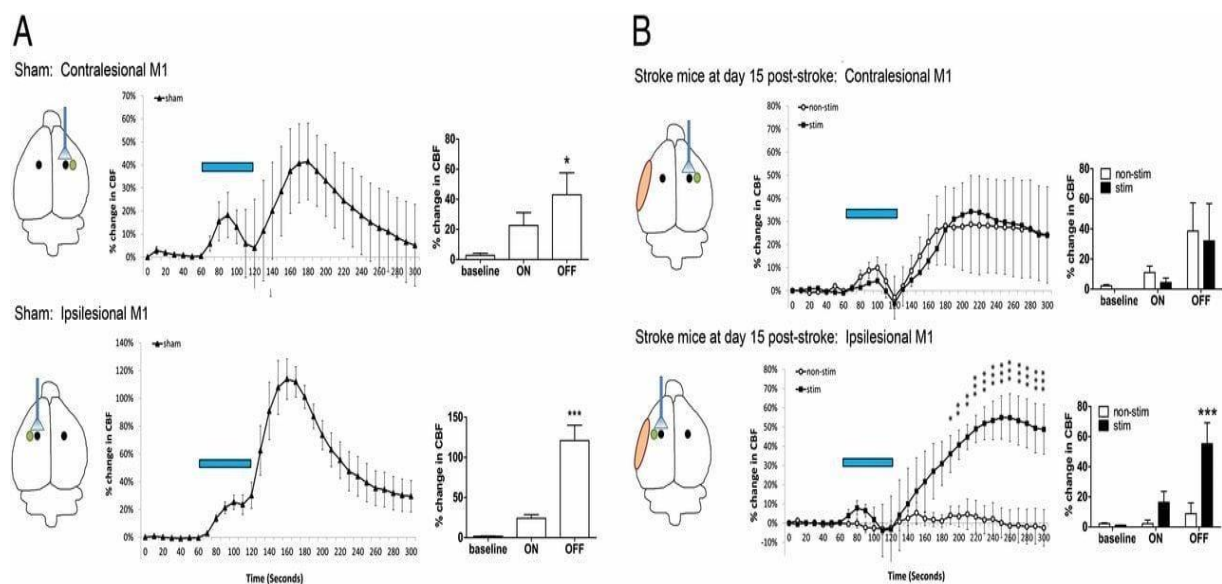 A
Sham: Contralesional M1
sham
% change in CBF
70%
60%
50%
40%
30%
20%
10%
0%
-10%
0 20 40 60 80 100 120 140 160 180 200 220 240 260 280 300
% change in CBF
80
60
40
20
0
*
baseline ON OFF
Sham: Ipsilesional M1
sham
% change in CBF
140%
120%
100%
80%
60%
40%
20%
0%
-20%
0 20 40 60 80 100 120 140 160 180 200 220 240 260 280 300
Time (Seconds)
% change in CBF
150
100
50
0
***
baseline ON OFF
B
Stroke mice at day 15 post-stroke: Contralesional M1
non-stim
stim
% change in CBF
80%
70%
60%
50%
40%
30%
20%
10%
0%
-10%
0 20 40 60 80 100 120 140 160 180 200 220 240 260 280 300
non-stim
stim
% change in CBF
80
60
40
20
0
baseline ON OFF
Stroke mice at day 15 post-stroke: Ipsilesional M1
non-stim
stim
% change in CBF
80%
70%
60%
50%
40%
30%
20%
10%
0%
-10%
0 20 40 60 80 100 120 140 160 180 200 220 240 260 280 300
Time (Seconds)
non-stim
stim
% change in CBF
80
60
40
20
0
***
baseline ON OFF